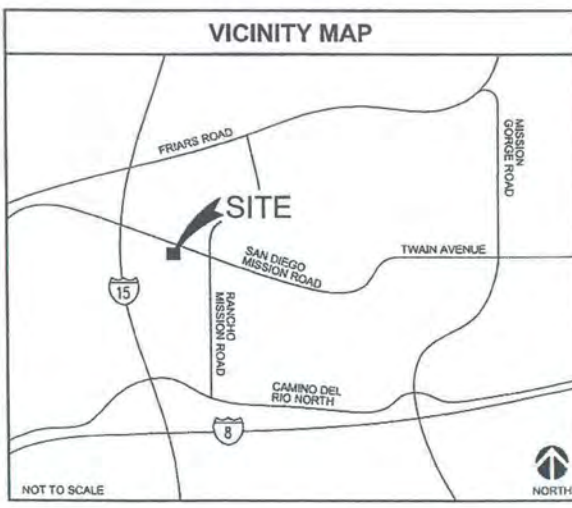 VICINITY MAP
FRIARS ROAD
MISSION
GORGE ROAD
SITE
SAN DIEGO
MISSION ROAD
TWAIN AVENUE
15
RANCHO
MISSION ROAD
CAMINO DEL
RIO NORTH
8
NOT TO SCALE
NORTH